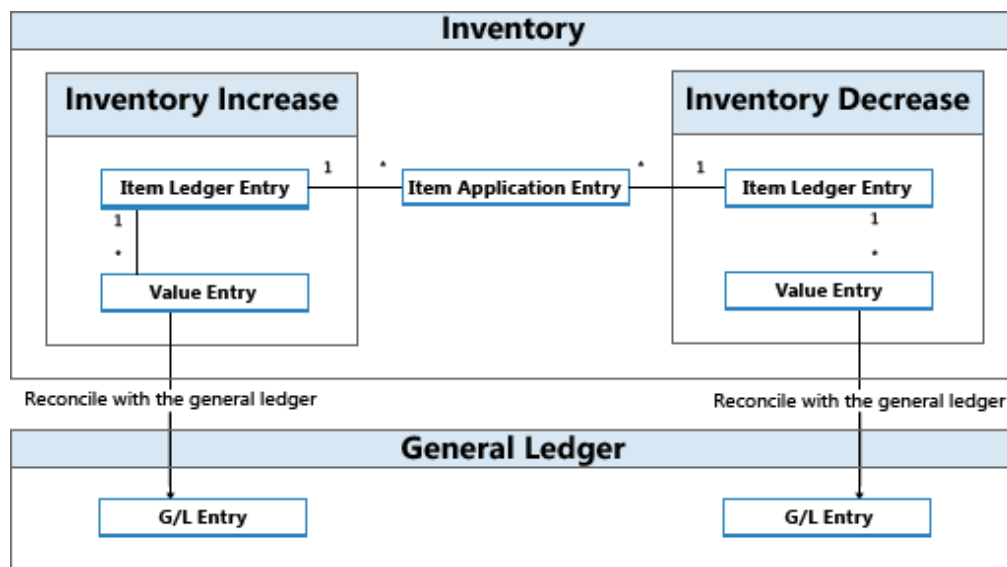 Inventory
Inventory Increase
Inventory Decrease
1
*
*
1
Item Ledger Entry
Item Application Entry
Item Ledger Entry
1
1
*
*
Value Entry
Value Entry
Reconcile with the general ledger
Reconcile with the general ledger
General Ledger
G/L Entry
G/L Entry